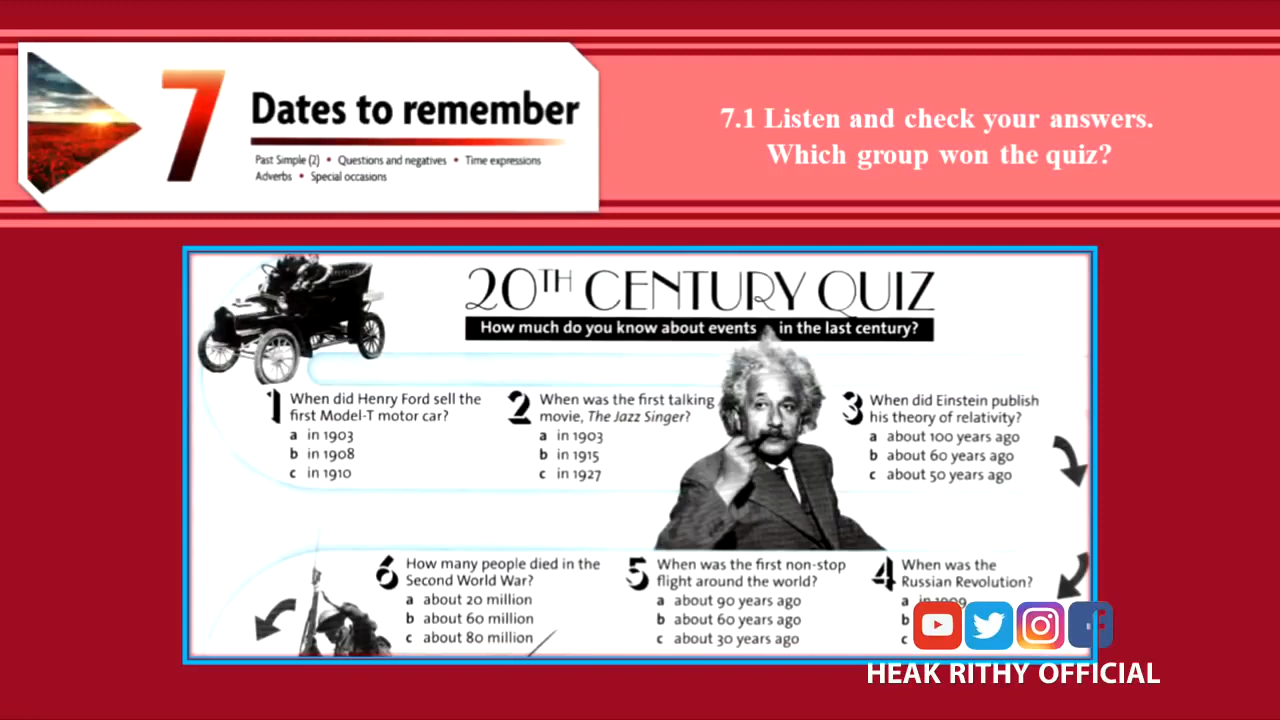 7
Dates to remember
Past Simple (2) • Questions and negatives • Time expressions
Adverbs • Special occasions
7.1 Listen and check your answers.
Which group won the quiz?
20TH CENTURY QUIZ
How much do you know about events in the last century?
1 When did Henry Ford sell the
first Model-T motor car?
a in 1903
b in 1908
c in 1910
2 When was the first talking
movie, The Jazz Singer?
a in 1903
b in 1915
c in 1927
3 When did Einstein publish
his theory of relativity?
a about 100 years ago
b about 60 years ago
c about 50 years ago
6 How many people died in the
Second World War?
a about 20 million
b about 60 million
c about 80 million
5 When was the first non-stop
flight around the world?
a about 90 years ago
b about 60 years ago
c about 30 years ago
4 When was the
Russian Revolution?
a in 1909
b
c
HEAK RITHY OFFICIAL